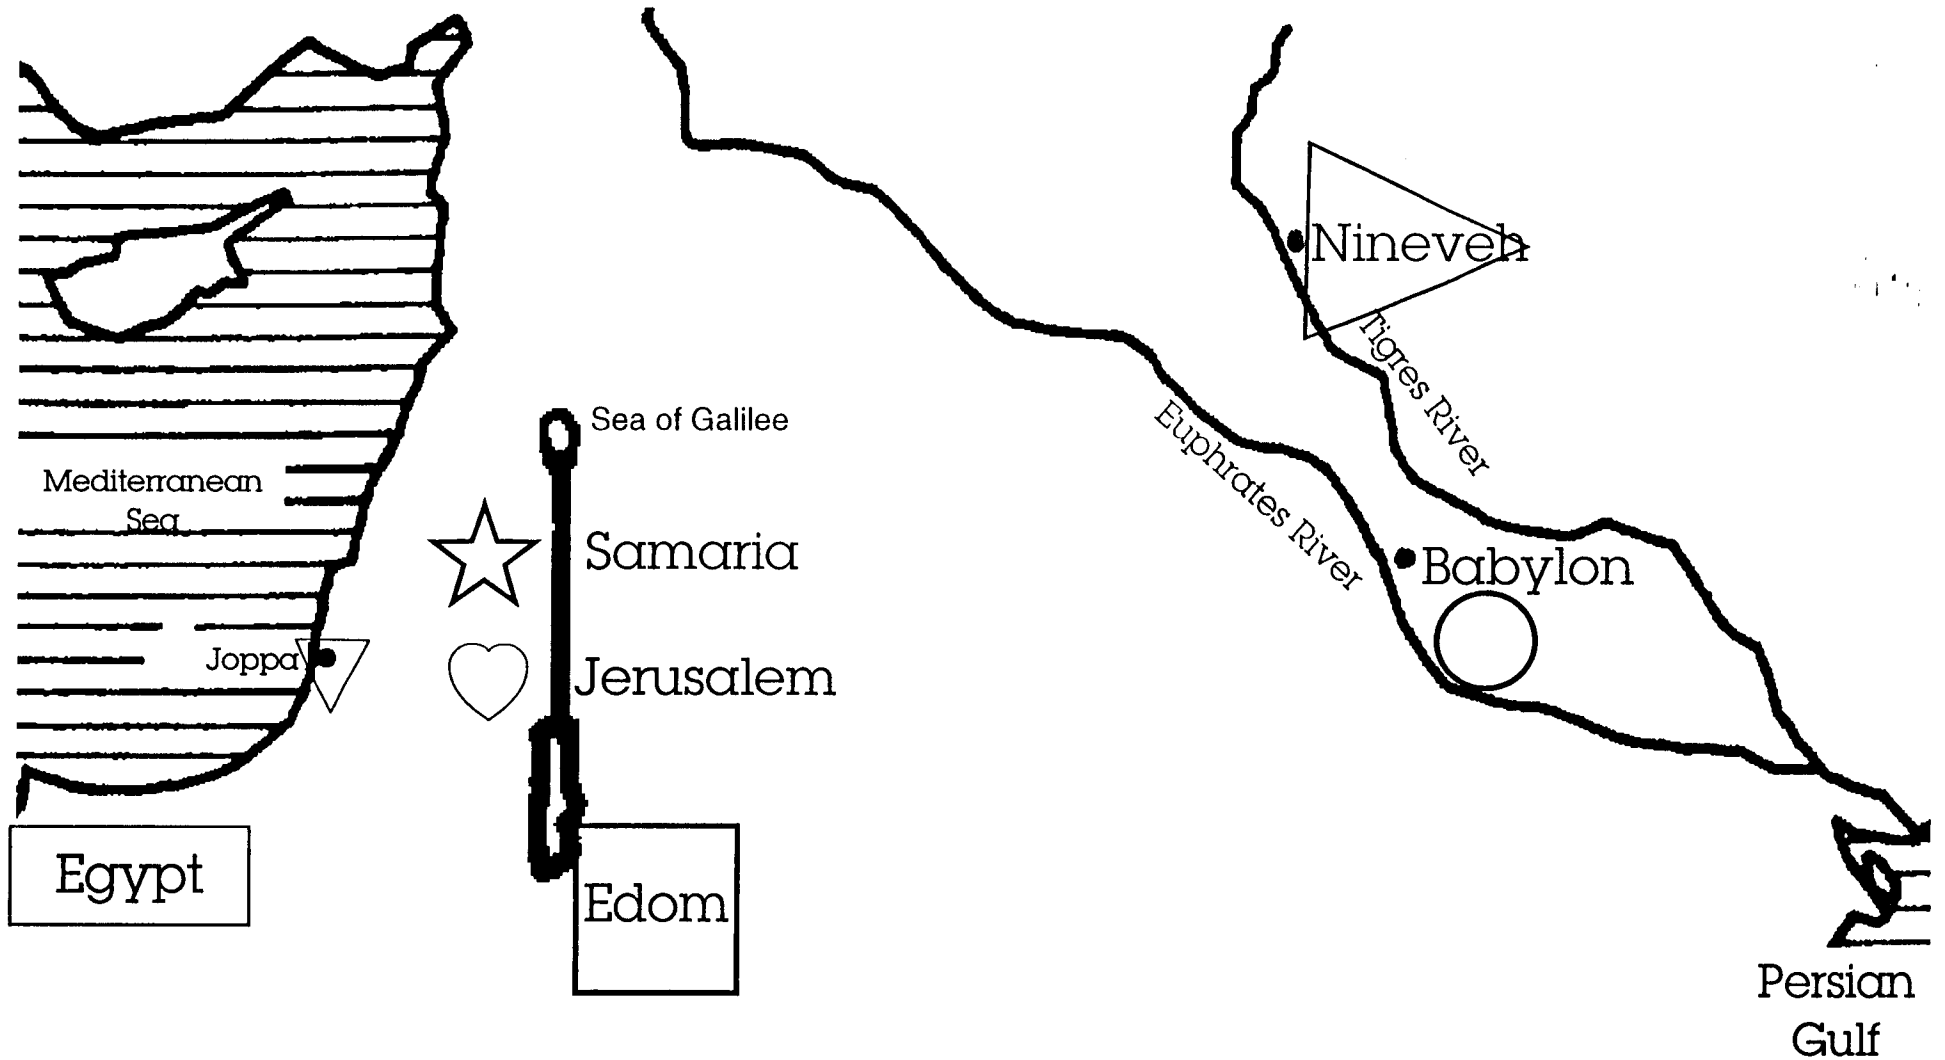 Nineveh
Tigres River
Sea of Galilee
Euphrates River
Mediterranean
Sea
Samaria
Babylon
Joppa
Jerusalem
Egypt
Edom
Persian
Gulf